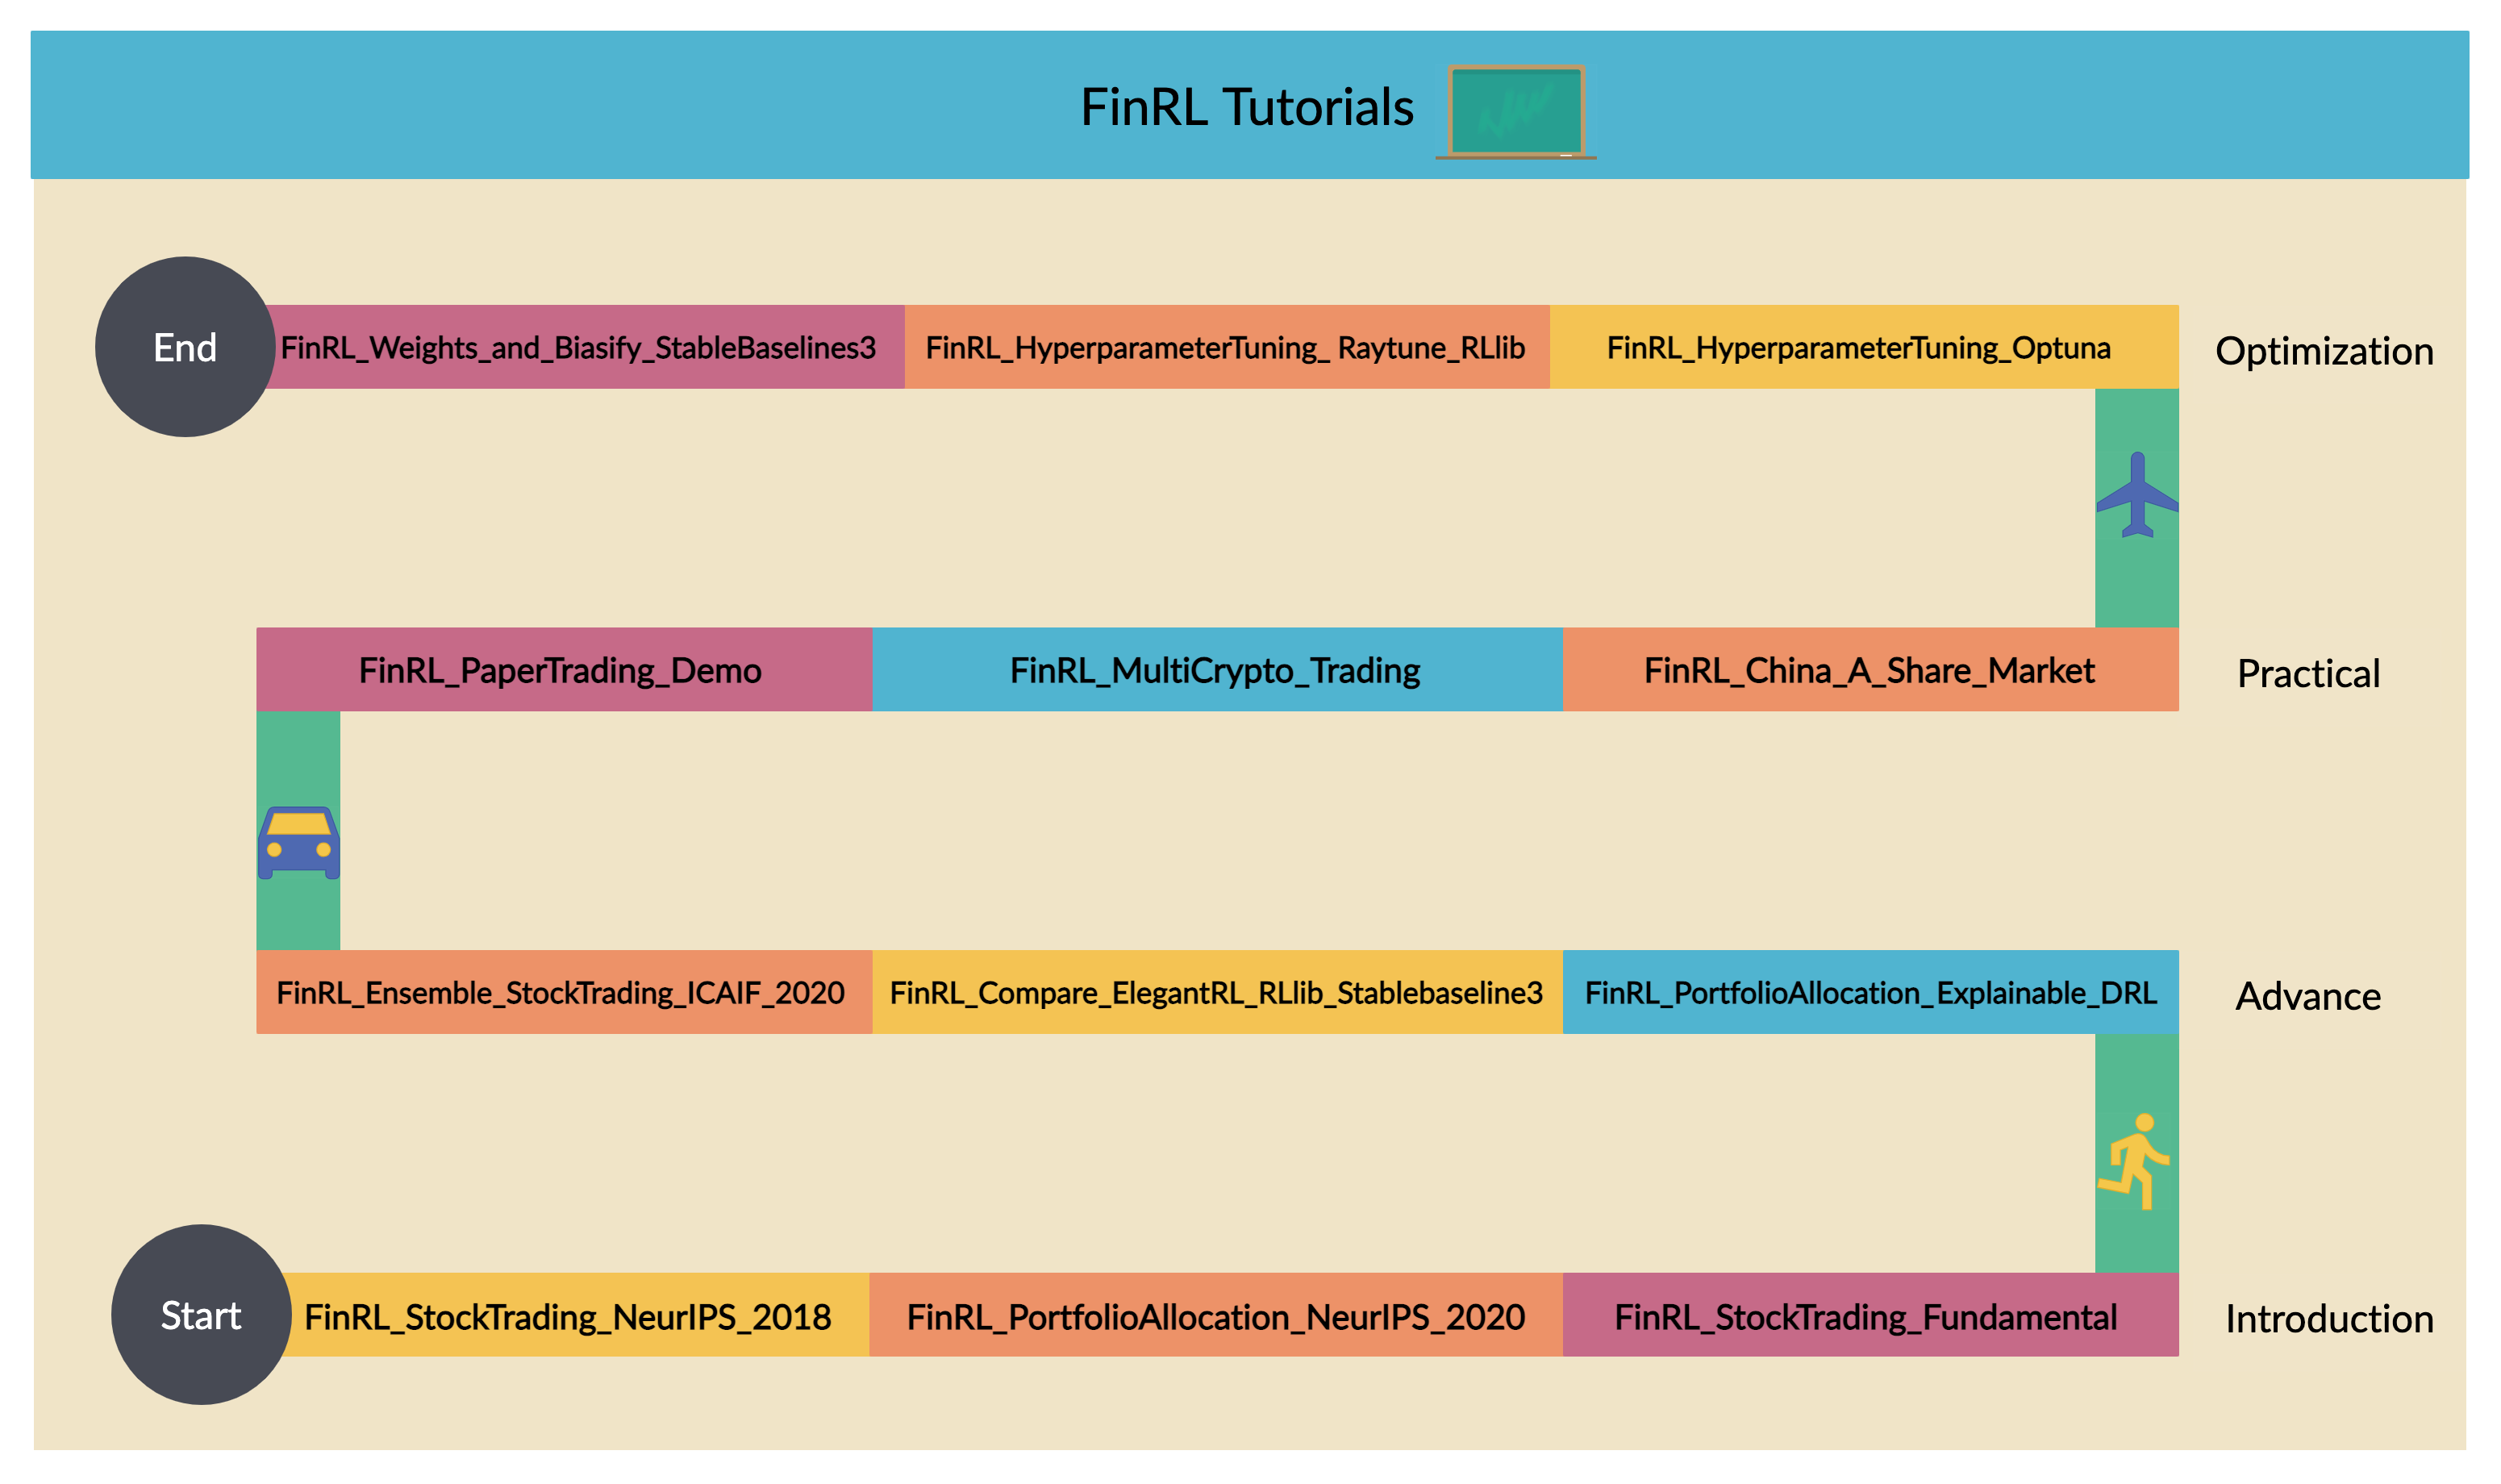 FinRL Tutorials
End
FinRL_Weights_and_Biasify_StableBaselines3
FinRL_HyperparameterTuning_ Raytune_RLlib
FinRL_HyperparameterTuning_Optuna
Optimization
FinRL_PaperTrading_Demo
FinRL_MultiCrypto_Trading
FinRL_China_A_Share_Market
Practical
FinRL_Ensemble_StockTrading_ICAIF_2020
FinRL_Compare_ElegantRL_RLlib_Stablebaseline3
FinRL_PortfolioAllocation_Explainable_DRL
Advance
Start
FinRL_StockTrading_NeurIPS_2018
FinRL_PortfolioAllocation_NeurIPS_2020
FinRL_StockTrading_Fundamental
Introduction